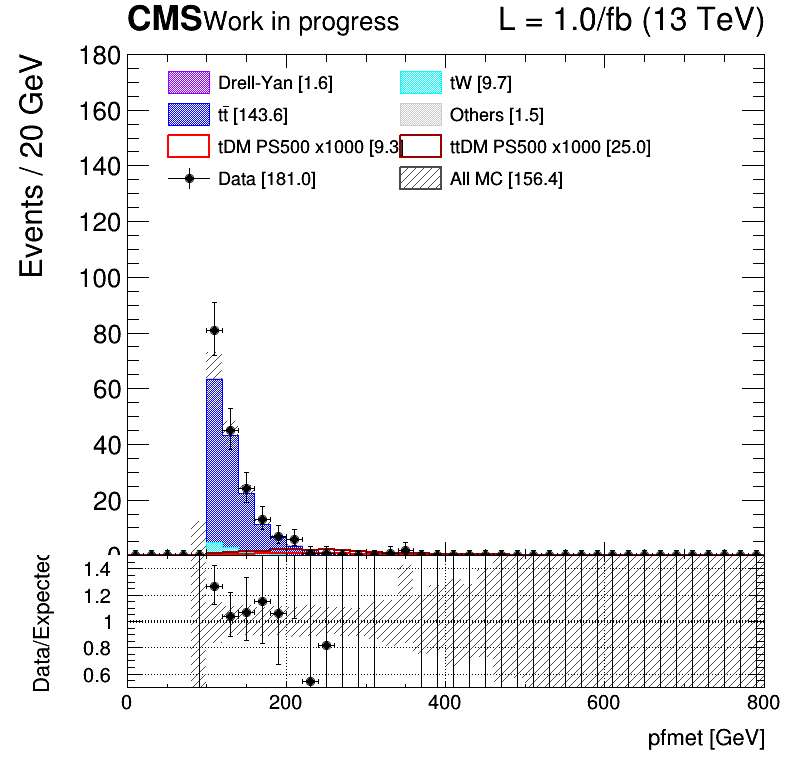 CMS Work in progress L = 1.0/fb (13 TeV)
Events / 20 GeV
180
160
140
120
100
80
60
40
20
0
Drell-Yan [1.6] tW [9.7]
tt̄ [143.6] Others [1.5]
tDM PS500 x1000 [9.3] ttDM PS500 x1000 [25.0]
Data [181.0] All MC [156.4]
Data/Expected
1.4
1.2
1
0.8
0.6
0 200 400 600 800
pfmet [GeV]